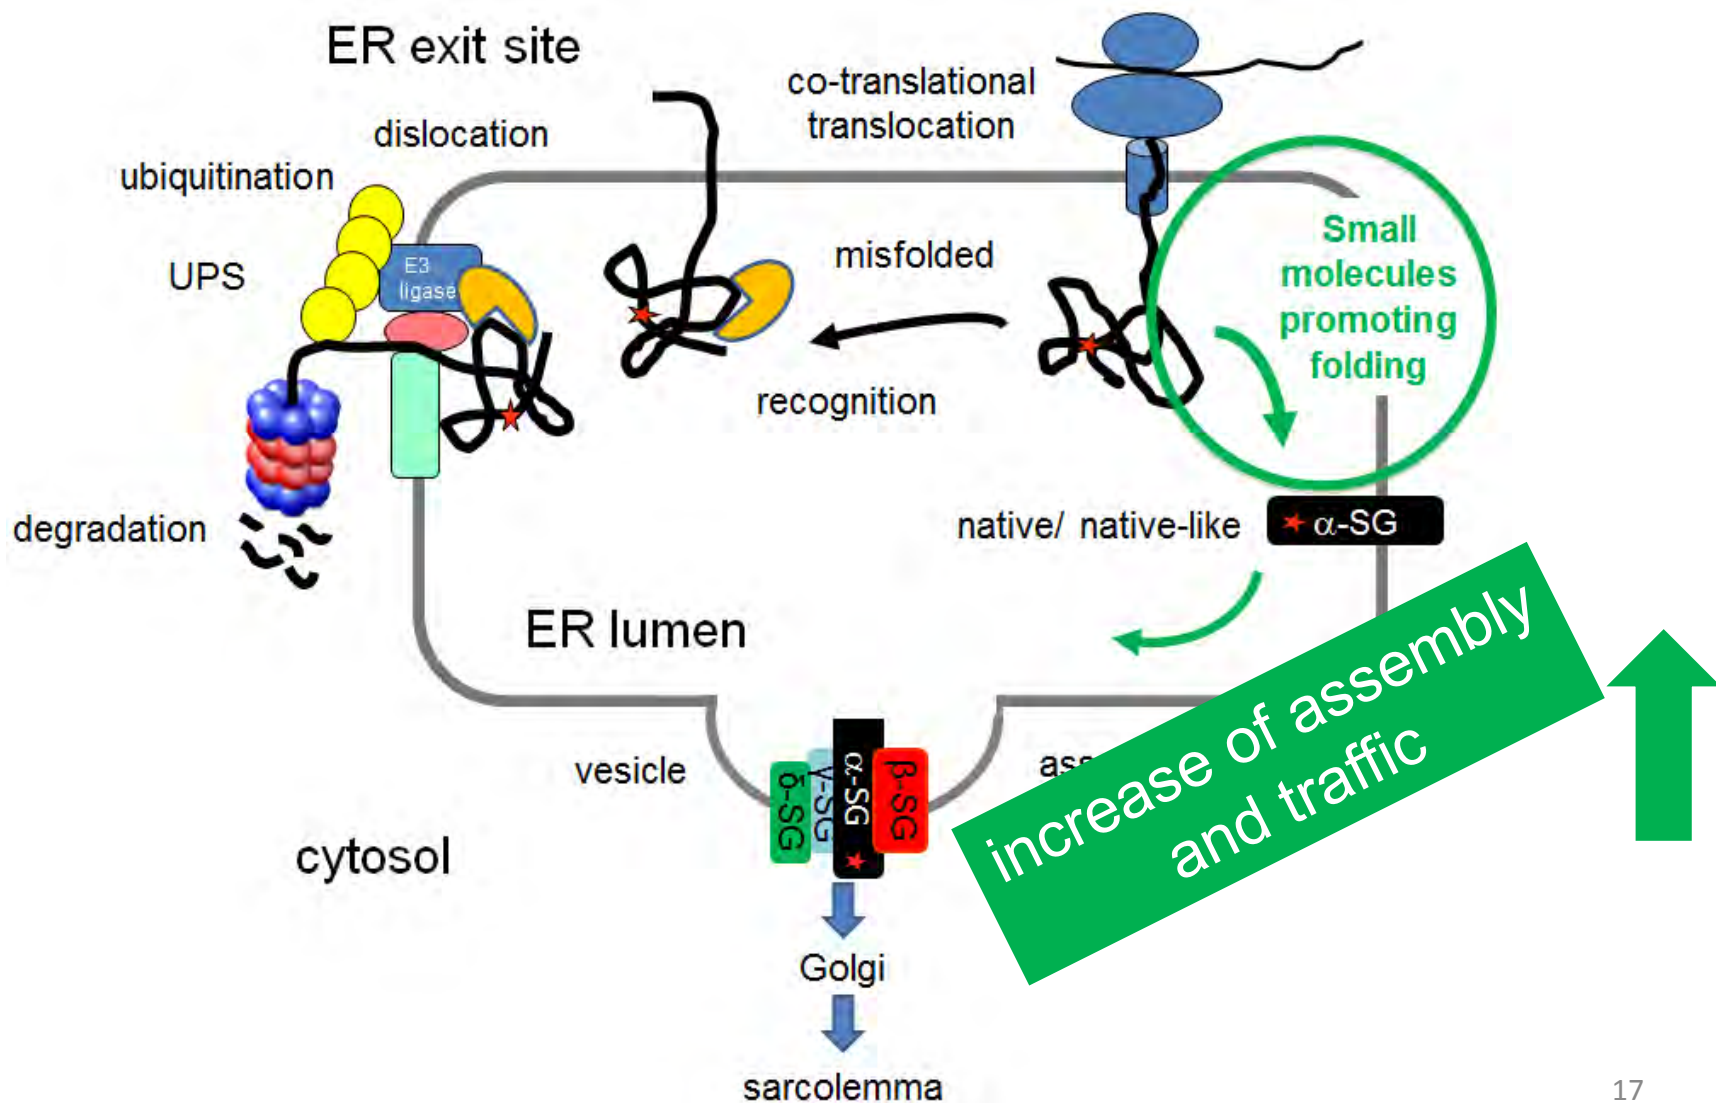 ER exit site
co-translational
translocation
dislocation
ubiquitination
UPS
E3
ligase
misfolded
recognition
Small
molecules
promoting
folding
degradation
native/ native-like
α-SG
ER lumen
increase of assembly
and traffic
vesicle
δ-SG
γ-SG
α-SG
β-SG
cytosol
Golgi
sarcolemma
17